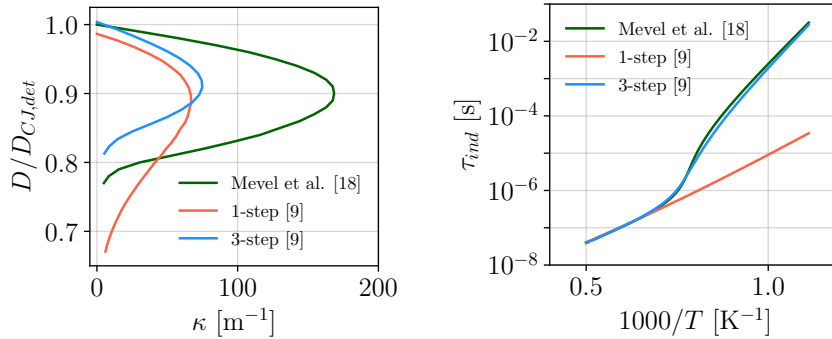 1.0
0.9
0.8
0.7
D/D_{CJ,det}
Mevel et al. [18]
1-step [9]
3-step [9]
0
100
200
κ [m⁻¹]
10⁻²
10⁻⁴
10⁻⁶
10⁻⁸
τ_{ind} [s]
Mevel et al. [18]
1-step [9]
3-step [9]
0.5
1.0
1000/T [K⁻¹]